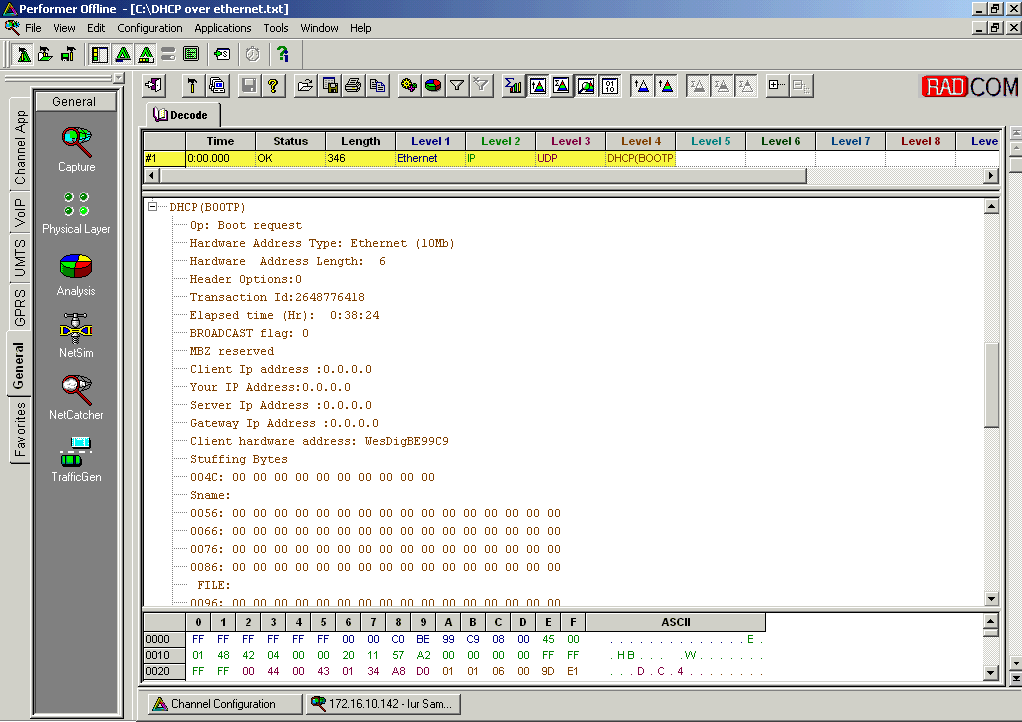 Performer Offline - [C:\DHCP over ethernet.txt]
File View Edit Configuration Applications Tools Window Help
RADCOM
General
Capture
Physical Layer
Analysis
NetSim
NetCatcher
TrafficGen
Channel App
VoIP
UMTS
GPRS
General
Favorites
Decode
Time Status Length Level 1 Level 2 Level 3 Level 4 Level 5 Level 6 Level 7 Level 8 Leve
#1 0:00.000 OK 346 Ethernet IP UDP DHCP(BOOTP
DHCP(BOOTP)
Op: Boot request
Hardware Address Type: Ethernet (10Mb)
Hardware Address Length: 6
Header Options:0
Transaction Id:2648776418
Elapsed time (Hr): 0:38:24
BROADCAST flag: 0
MBZ reserved
Client Ip address :0.0.0.0
Your IP Address:0.0.0.0
Server Ip Address :0.0.0.0
Gateway Ip Address :0.0.0.0
Client hardware address: WesDigBE99C9
Stuffing Bytes
004C: 00 00 00 00 00 00 00 00 00 00
Sname:
0056: 00 00 00 00 00 00 00 00 00 00 00 00 00 00 00 00
0066: 00 00 00 00 00 00 00 00 00 00 00 00 00 00 00 00
0076: 00 00 00 00 00 00 00 00 00 00 00 00 00 00 00 00
0086: 00 00 00 00 00 00 00 00 00 00 00 00 00 00 00 00
FILE:
0096: 00 00 00 00 00 00 00 00 00 00 00 00 00 00 00 00
0 1 2 3 4 5 6 7 8 9 A B C D E F ASCII
0000 FF FF FF FF FF FF 00 00 C0 BE 99 C9 08 00 45 00 . . . . . . . . . . . . . . E .
0010 01 48 42 04 00 00 20 11 57 A2 00 00 00 00 FF FF . H B . . . . . W . . . . . . .
0020 FF FF 00 44 00 43 01 34 A8 D0 01 01 06 00 9D E1 . . . D . C . 4 . . . . . . . .
Channel Configuration
172.16.10.142 - Iur Sam...